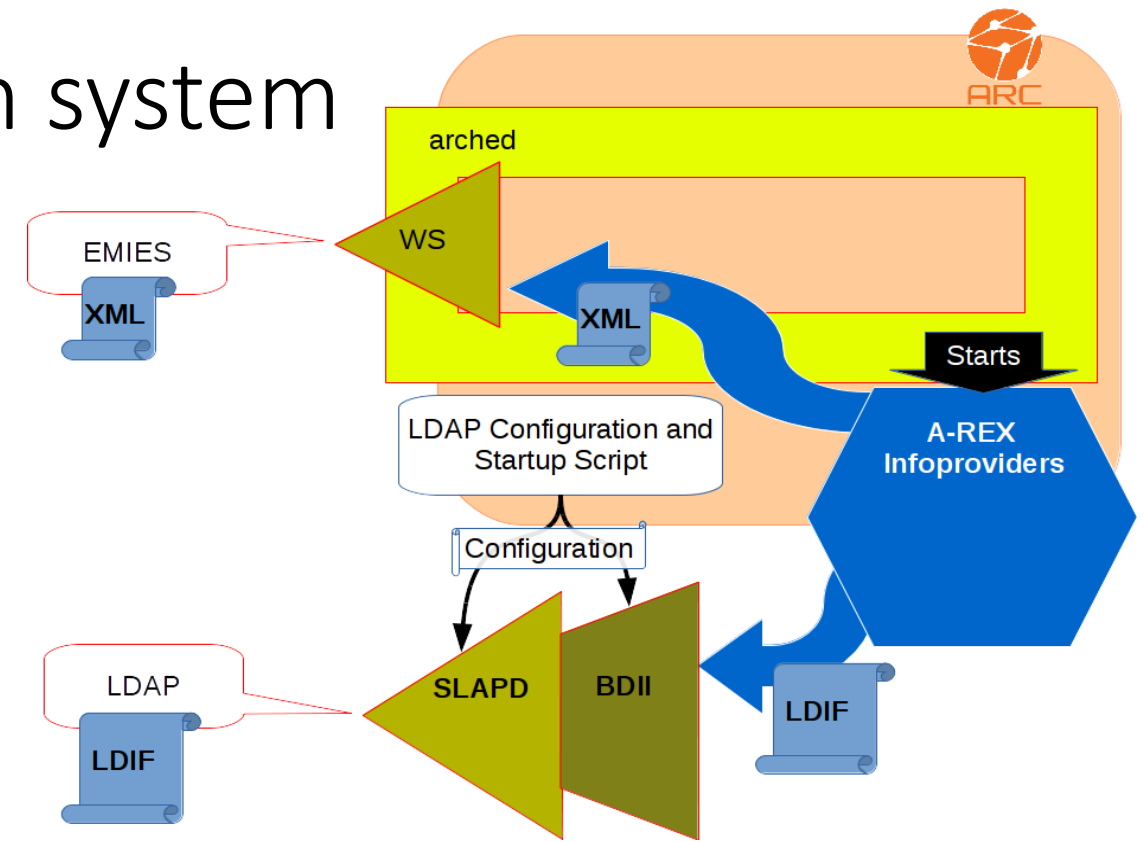 n system
ARC
arched
WS
EMIES
XML
XML
Starts
A-REX
Infoproviders
LDAP Configuration and
Startup Script
Configuration
SLAPD
BDII
LDAP
LDIF
LDIF